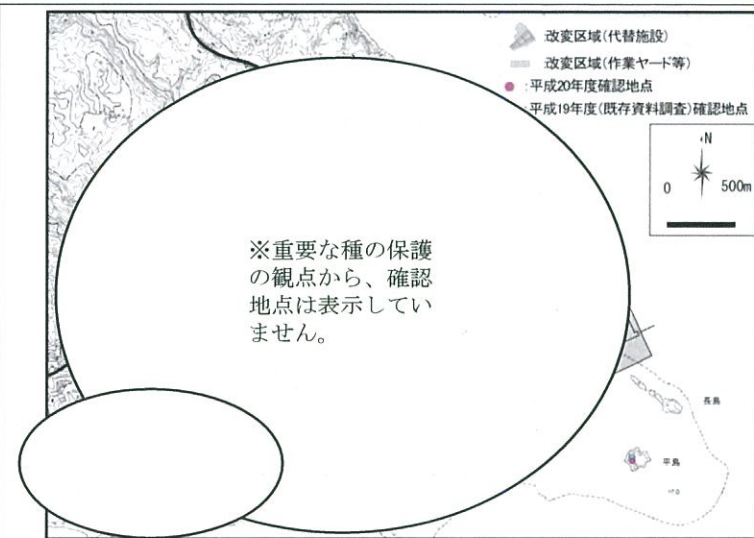 改変区域(代替施設)
改変区域(作業ヤード等)
:平成20年度確認地点
:平成19年度(既存資料調査)確認地点
N
0 500m
※重要な種の保護
の観点から、確認
地点は表示してい
ません。
長島
平島